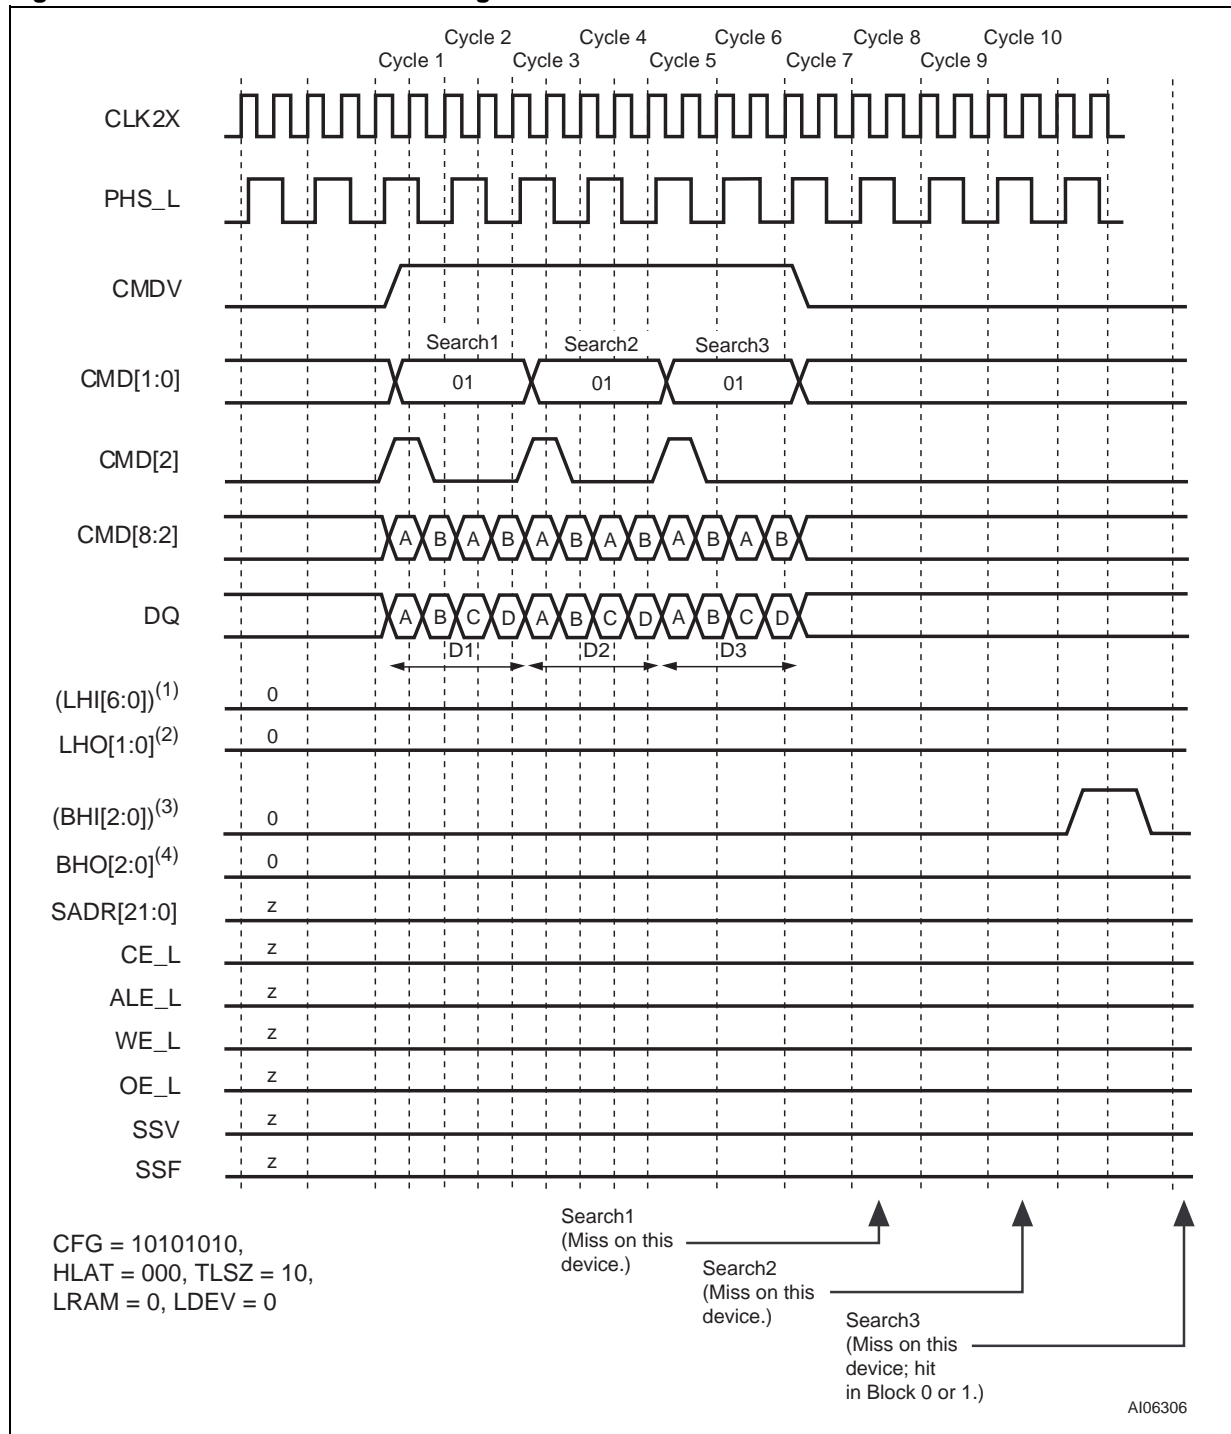 Cycle 2 Cycle 4 Cycle 6 Cycle 8 Cycle 10
Cycle 1 Cycle 3 Cycle 5 Cycle 7 Cycle 9
CLK2X
PHS_L
CMDV
Search1 Search2 Search3
CMD[1:0] 01 01 01
CMD[2]
CMD[8:2] A B A B A B A B A B A B
DQ A B C D A B C D A B C D
D1 D2 D3
(LHI[6:0])(1) 0
LHO[1:0](2) 0
(BHI[2:0])(3) 0
BHO[2:0](4) 0
SADR[21:0] z
CE_L z
ALE_L z
WE_L z
OE_L z
SSV z
SSF z
CFG = 10101010,
HLAT = 000, TLSZ = 10,
LRAM = 0, LDEV = 0
Search1
(Miss on this
device.)
Search2
(Miss on this
device.)
Search3
(Miss on this
device; hit
in Block 0 or 1.)
AI06306